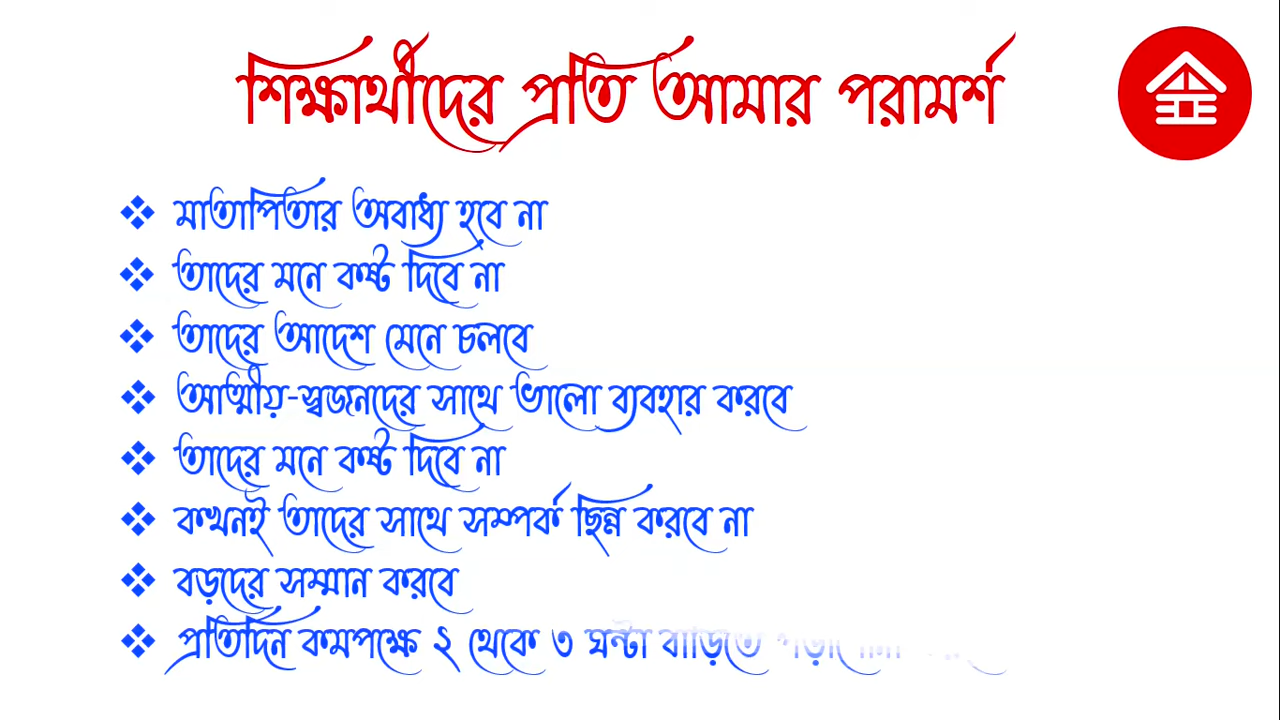 শিক্ষার্থীদের প্রতি আমার পরামর্শ
❖ মাতাপিতার অবাধ্য হবে না
❖ তাদের মনে কষ্ট দিবে না
❖ তাদের আদেশ মেনে চলবে
❖ আত্মীয়-স্বজনদের সাথে ভালো ব্যবহার করবে
❖ তাদের মনে কষ্ট দিবে না
❖ কখনই তাদের সাথে সম্পর্ক ছিন্ন করবে না
❖ বড়দের সম্মান করবে
❖ প্রতিদিন কমপক্ষে ২ থেকে ৩ ঘন্টা বাড়িতে